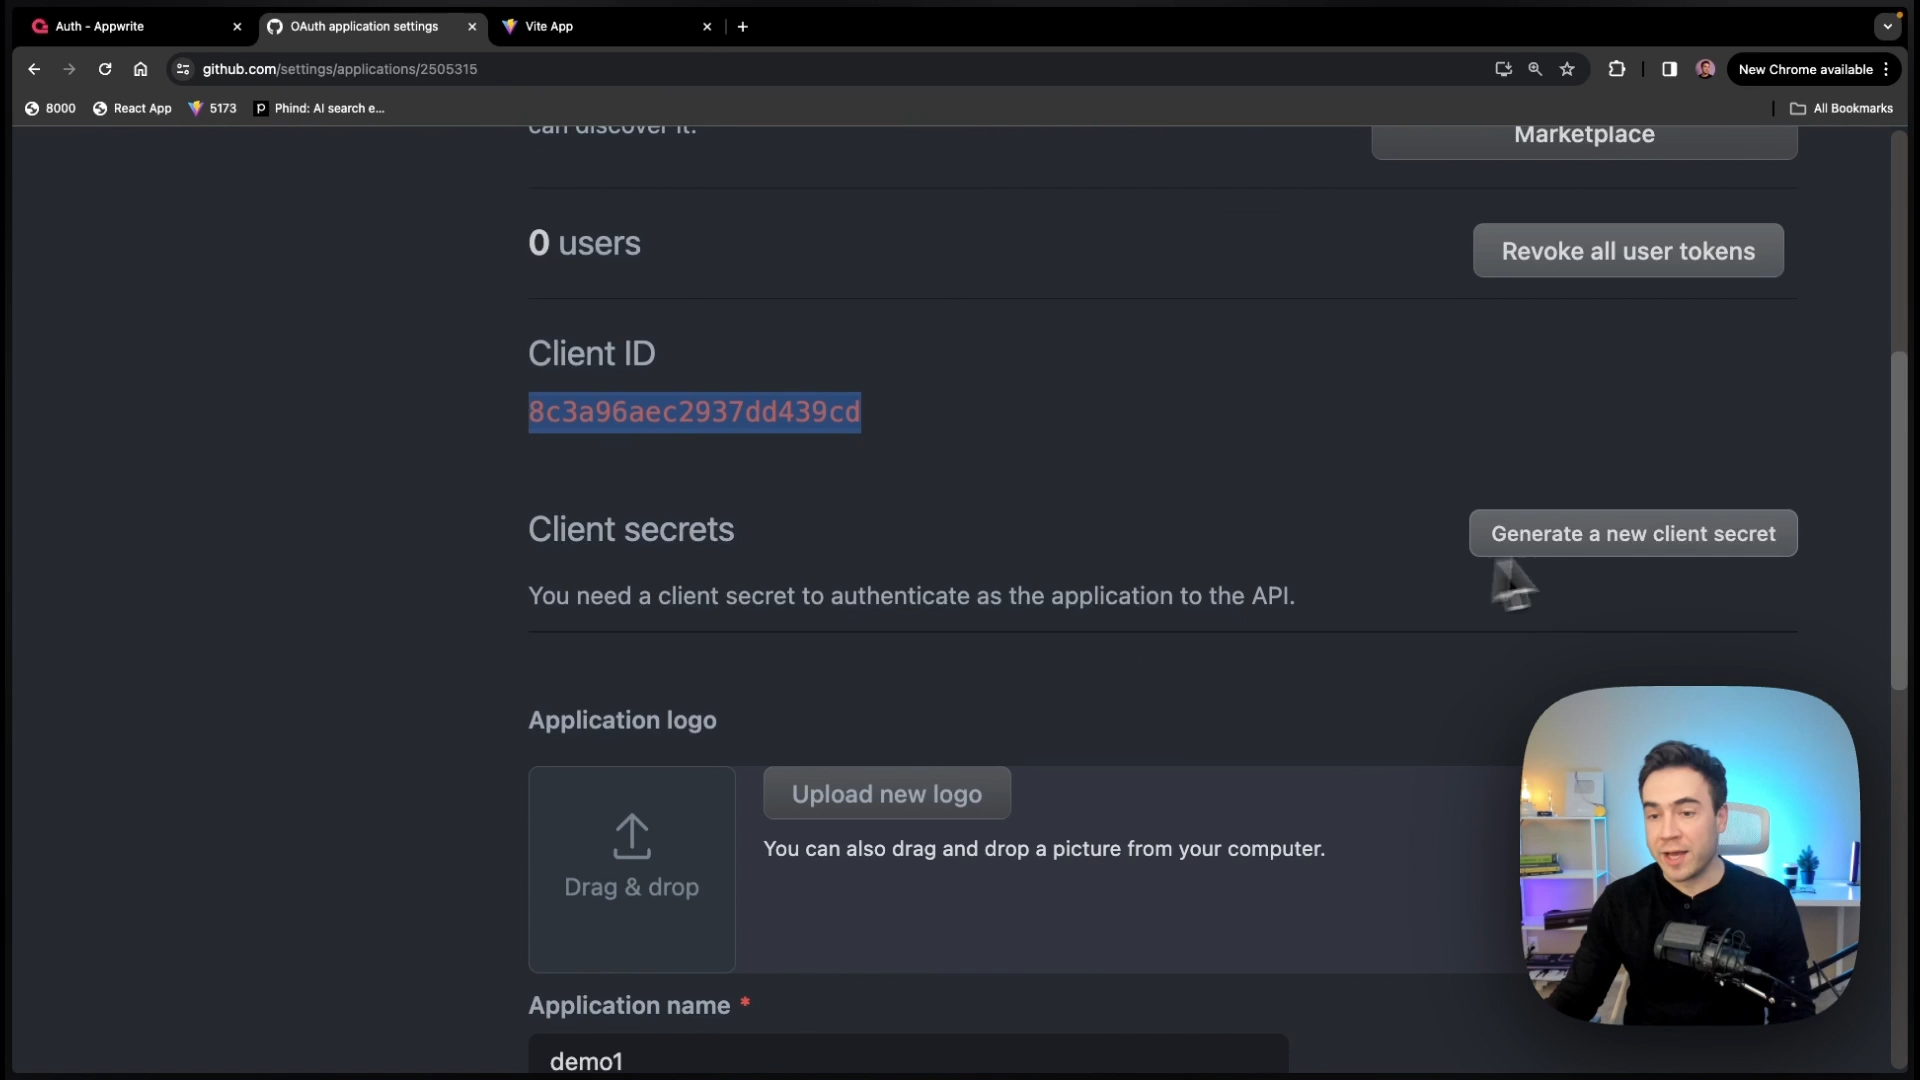 Auth - Appwrite
OAuth application settings
Vite App
github.com/settings/applications/2505315
New Chrome available
8000
React App
5173
Phind: AI search e...
All Bookmarks
can discover it.
Marketplace
0 users
Revoke all user tokens
Client ID
8c3a96aec2937dd439cd
Client secrets
Generate a new client secret
You need a client secret to authenticate as the application to the API.
Application logo
Upload new logo
You can also drag and drop a picture from your computer.
Drag & drop
Application name *
demo1